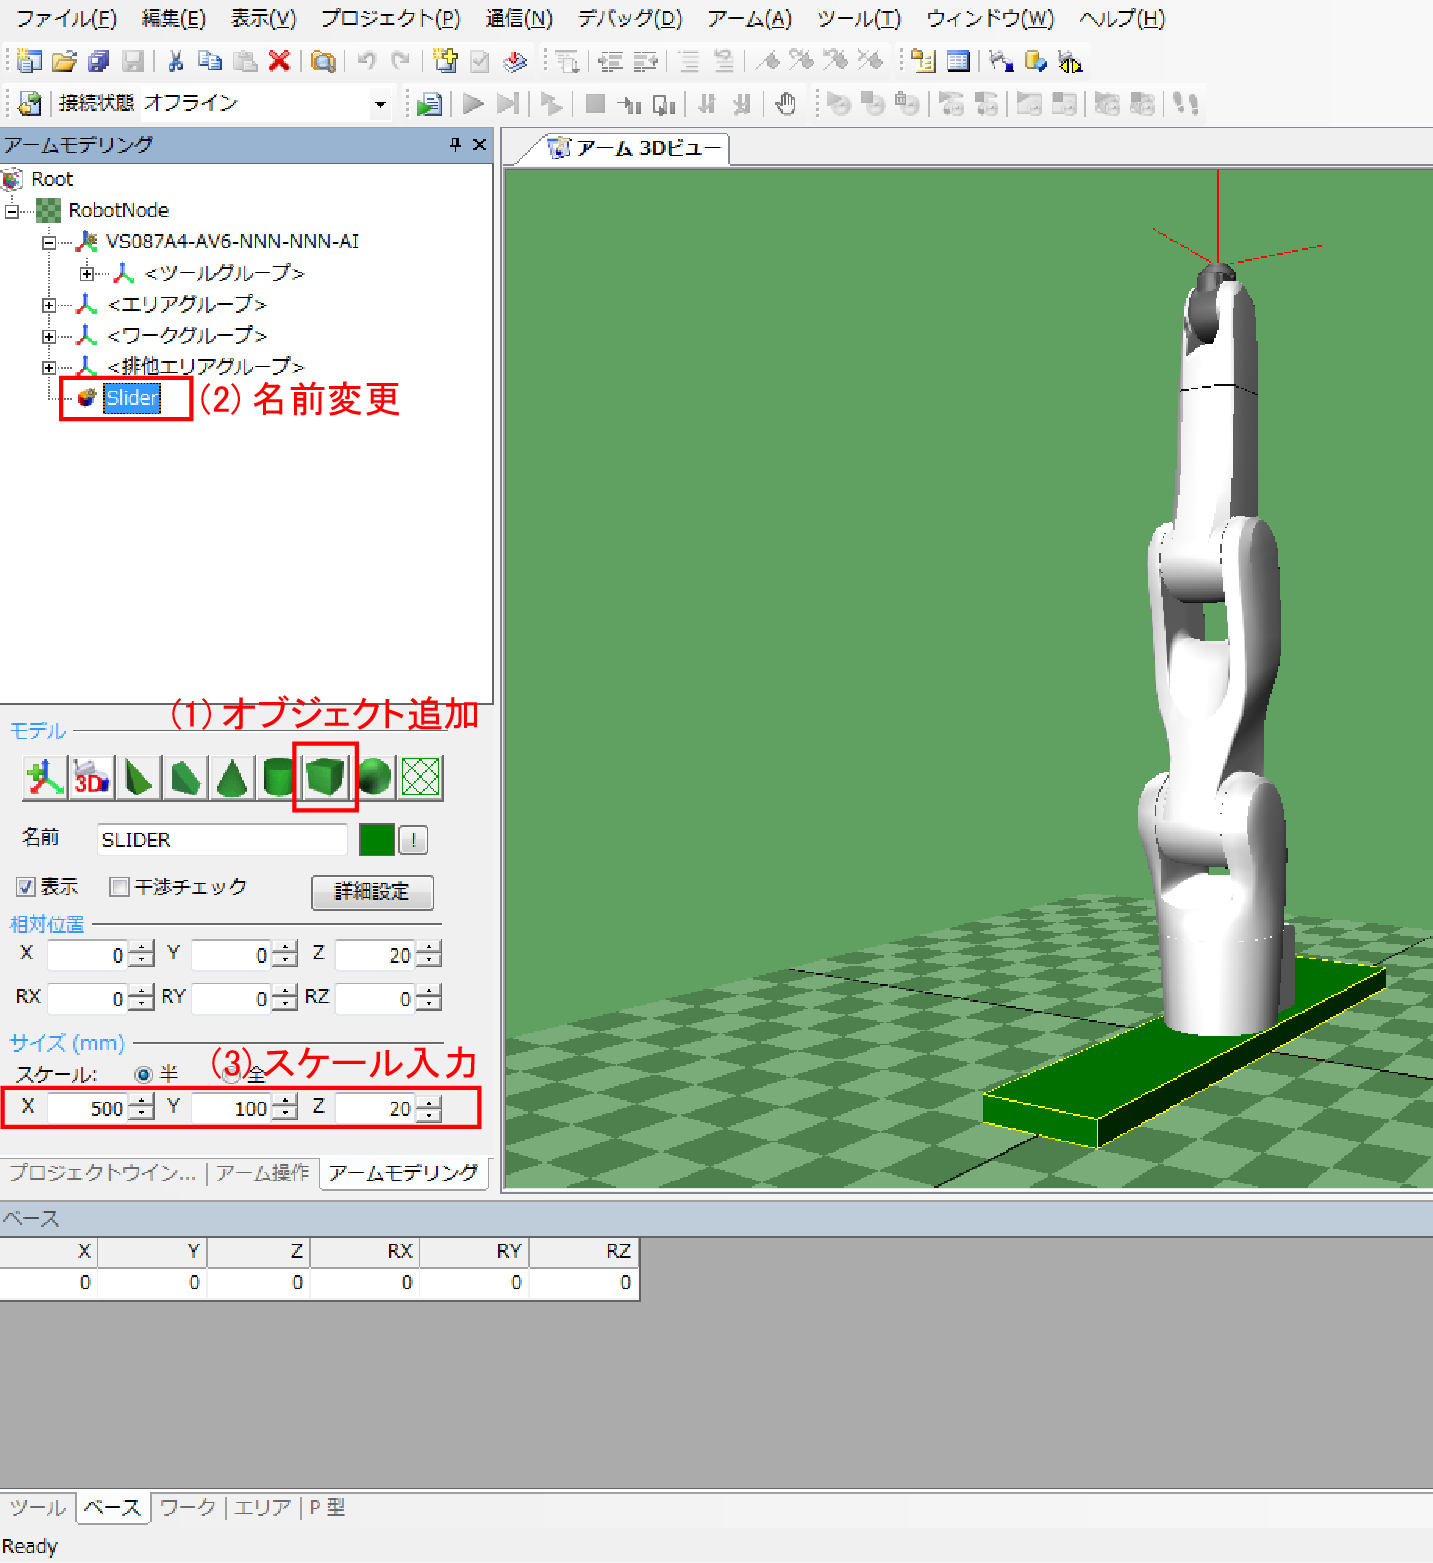 ファイル(F) 編集(E) 表示(V) プロジェクト(P) 通信(N) デバッグ(D) アーム(A) ツール(T) ウィンドウ(W) ヘルプ(H)
接続状態 オフライン
アームモデリング
アーム 3Dビュー
Root
RobotNode
VS087A4-AV6-NNN-NNN-AI
<ツールグループ>
<エリアグループ>
<ワークグループ>
<排他エリアグループ>
Slider (2) 名前変更
(1) オブジェクト追加
モデル
3D
名前 SLIDER !
表示 干渉チェック 詳細設定
相対位置
X 0 Y 0 Z 20
RX 0 RY 0 RZ 0
サイズ (mm)
(3) スケール入力
スケール: 半 全
X 500 Y 100 Z 20
プロジェクトウイン... アーム操作 アームモデリング
ベース
X Y Z RX RY RZ
0 0 0 0 0 0
ツール ベース ワーク エリア P 型
Ready